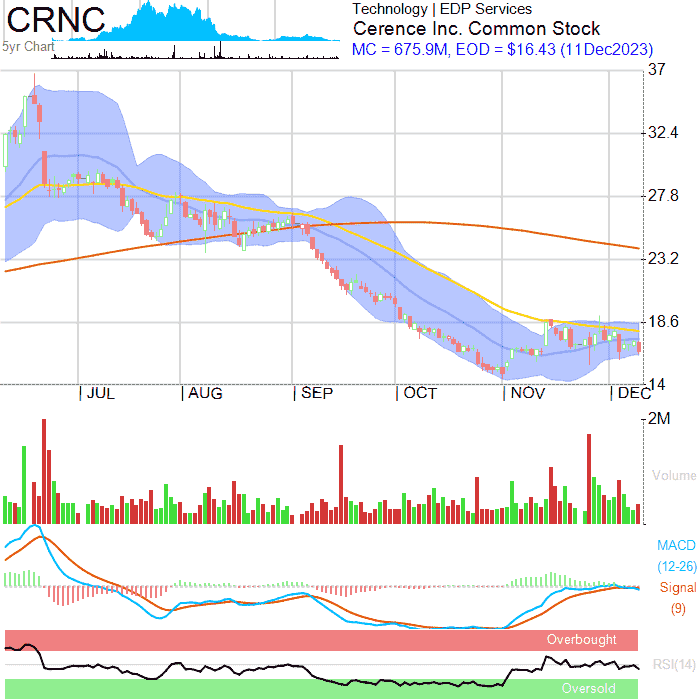 CRNC
Technology | EDP Services
Cerence Inc. Common Stock
5yr Chart
MC = 675.9M, EOD = $16.43 (11Dec2023)
37
32.4
27.8
23.2
18.6
14
JUL AUG SEP OCT NOV DEC
2M
Volume
MACD
(12-26)
Signal
(9)
Overbought
RSI(14)
Oversold